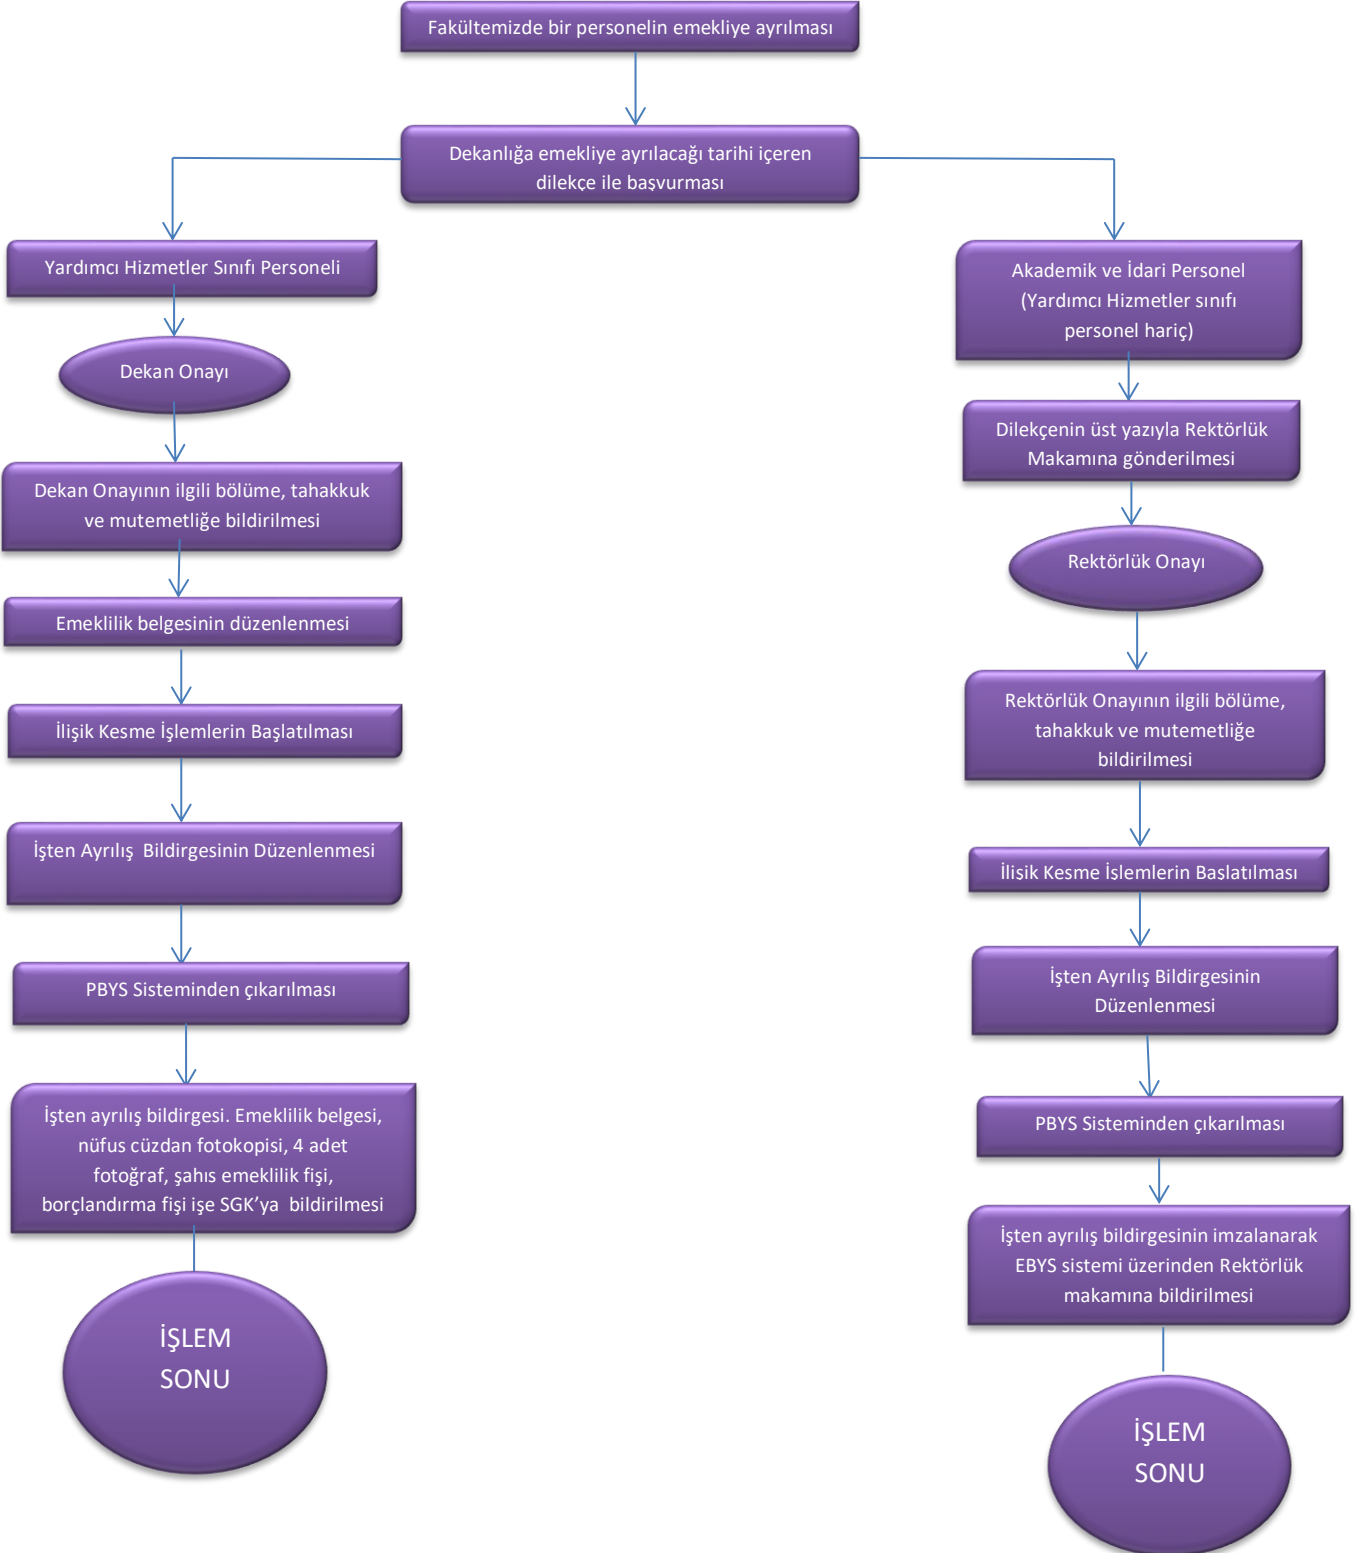 Fakültemizde bir personelin emekliye ayrılması
Dekanlığa emekliye ayrılacağı tarihi içeren
dilekçe ile başvurması
Yardımcı Hizmetler Sınıfı Personeli
Dekan Onayı
Dekan Onayının ilgili bölüme, tahakkuk
ve mutemetliğe bildirilmesi
Emeklilik belgesinin düzenlenmesi
İlişik Kesme İşlemlerin Başlatılması
İşten Ayrılış  Bildirgesinin Düzenlenmesi
PBYS Sisteminden çıkarılması
İşten ayrılış bildirgesi. Emeklilik belgesi,
nüfus cüzdan fotokopisi, 4 adet
fotoğraf, şahıs emeklilik fişi,
borçlandırma fişi işe SGK’ya  bildirilmesi
İŞLEM
SONU
Akademik ve İdari Personel
(Yardımcı Hizmetler sınıfı
personel hariç)
Dilekçenin üst yazıyla Rektörlük
Makamına gönderilmesi
Rektörlük Onayı
Rektörlük Onayının ilgili bölüme,
tahakkuk ve mutemetliğe
bildirilmesi
İlişik Kesme İşlemlerin Başlatılması
İşten Ayrılış Bildirgesinin
Düzenlenmesi
PBYS Sisteminden çıkarılması
İşten ayrılış bildirgesinin imzalanarak
EBYS sistemi üzerinden Rektörlük
makamına bildirilmesi
İŞLEM
SONU